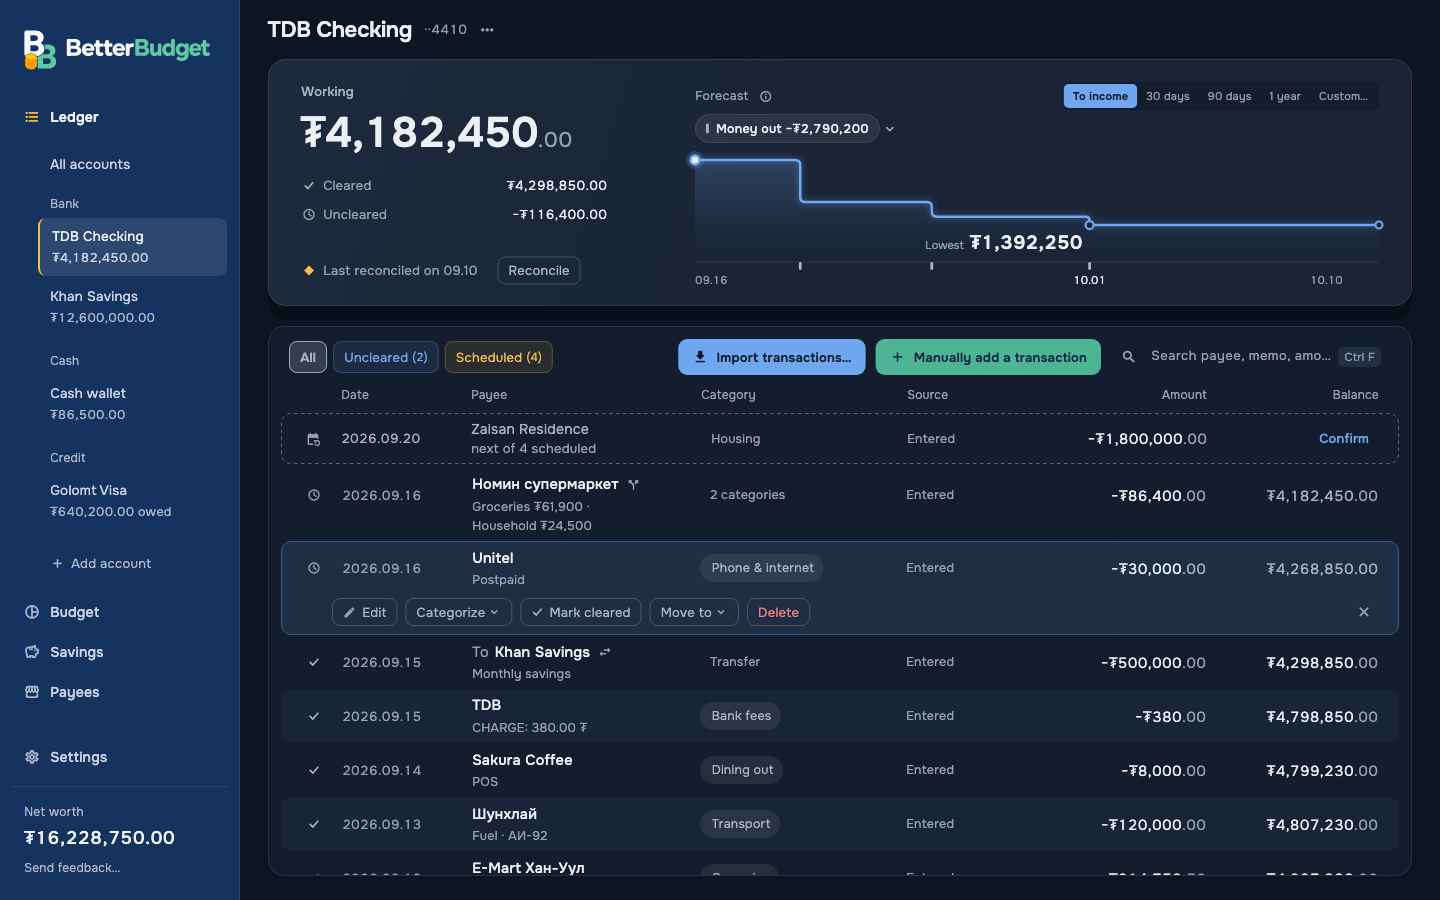 BetterBudget
Ledger
All accounts
Bank
TDB Checking
₮4,182,450.00
Khan Savings
₮12,600,000.00
Cash
Cash wallet
₮86,500.00
Credit
Golomt Visa
₮640,200.00 owed
+ Add account
Budget
Savings
Payees
Settings
Net worth
₮16,228,750.00
Send feedback...
TDB Checking ··4410 •••
Working
₮4,182,450.00
Cleared ₮4,298,850.00
Uncleared -₮116,400.00
Last reconciled on 09.10 Reconcile
Forecast
To income 30 days 90 days 1 year Custom...
Money out -₮2,790,200
Lowest ₮1,392,250
09.16 10.01 10.10
All Uncleared (2) Scheduled (4) Import transactions... + Manually add a transaction Search payee, memo, amo... Ctrl F
Date Payee Category Source Amount Balance
2026.09.20 Zaisan Residence Housing Entered -₮1,800,000.00 Confirm
next of 4 scheduled
2026.09.16 Номин супермаркет 2 categories Entered -₮86,400.00 ₮4,182,450.00
Groceries ₮61,900 ·
Household ₮24,500
2026.09.16 Unitel Phone & internet Entered -₮30,000.00 ₮4,268,850.00
Postpaid
Edit Categorize Mark cleared Move to Delete
2026.09.15 To Khan Savings Transfer Entered -₮500,000.00 ₮4,298,850.00
Monthly savings
2026.09.15 TDB Bank fees Entered -₮380.00 ₮4,798,850.00
CHARGE: 380.00 ₮
2026.09.14 Sakura Coffee Dining out Entered -₮8,000.00 ₮4,799,230.00
POS
2026.09.13 Шунхлай Transport Entered -₮120,000.00 ₮4,807,230.00
Fuel · АИ-92
E-Mart Хан-Уул